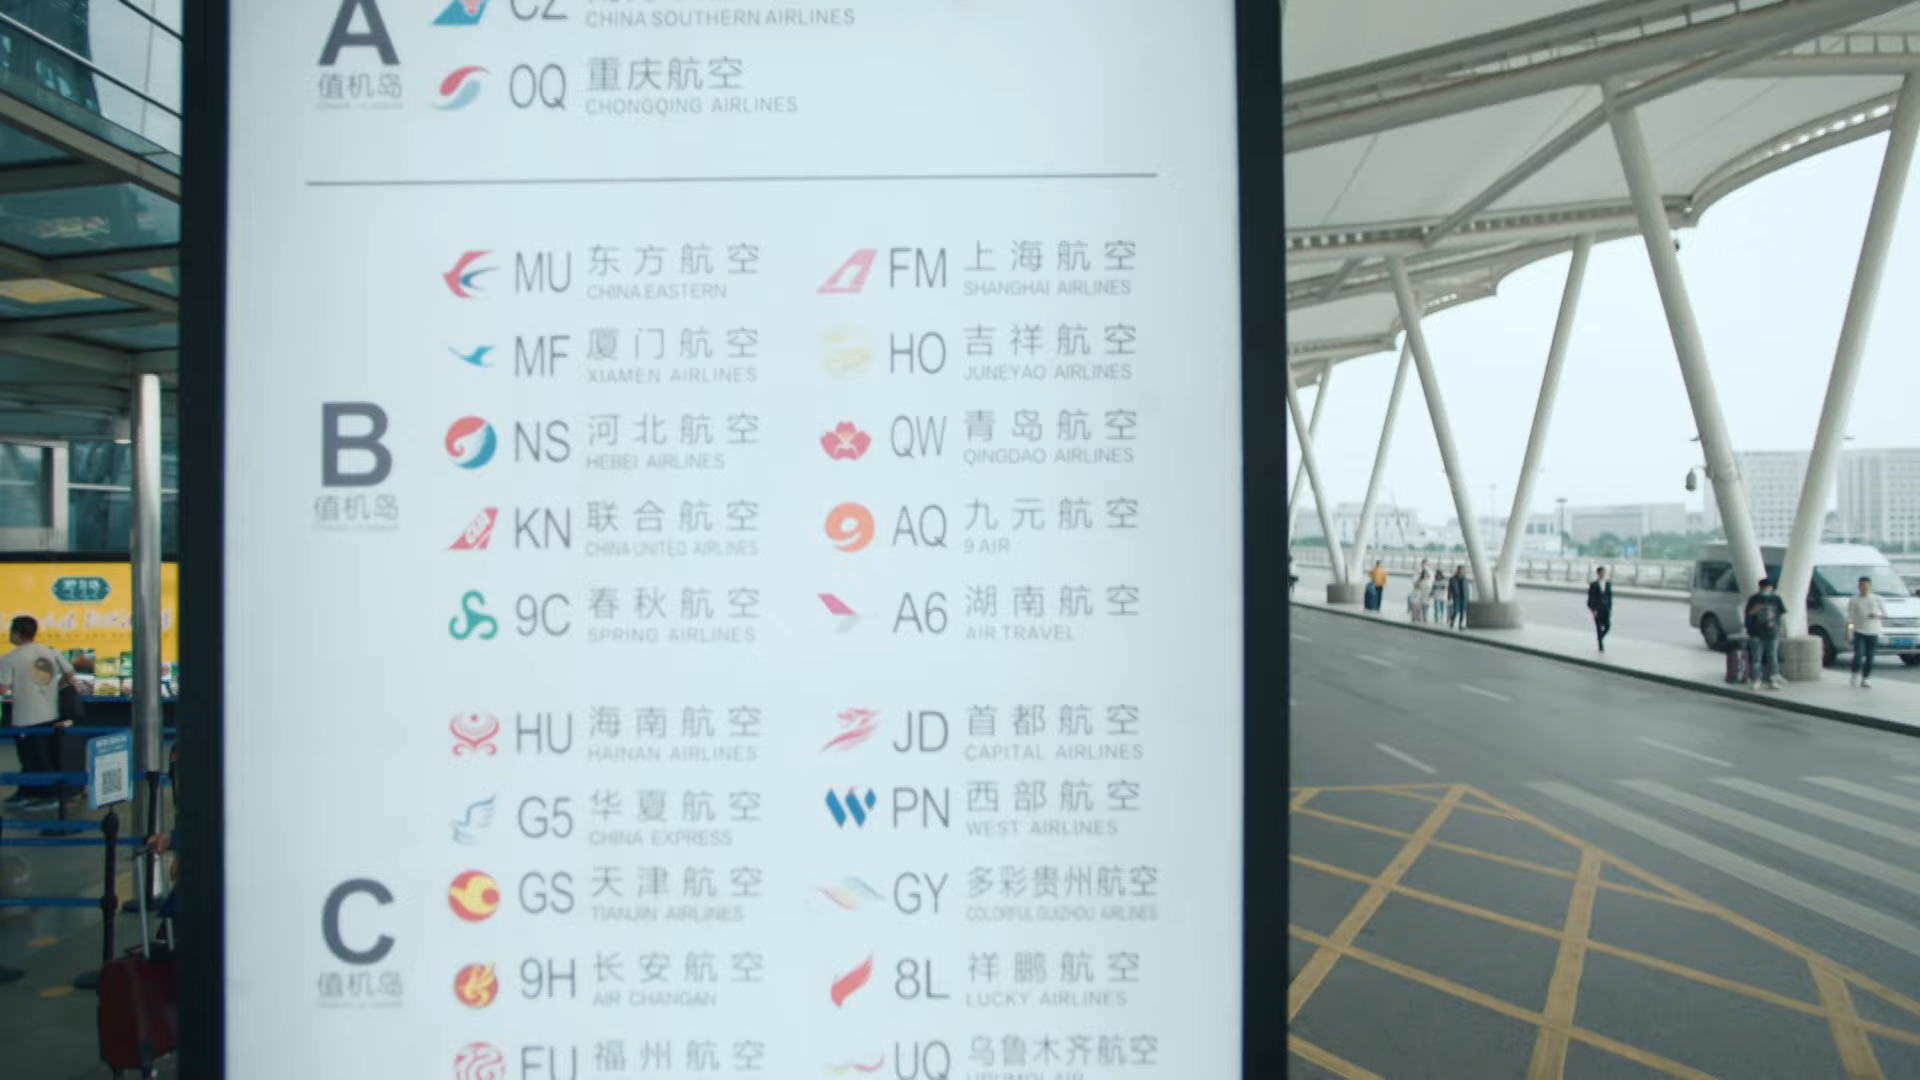 A
值机岛
CZ
CHINA SOUTHERN AIRLINES
OQ 重庆航空
CHONGQING AIRLINES
B
值机岛
MU 东方航空
CHINA EASTERN
FM 上海航空
SHANGHAI AIRLINES
MF 厦门航空
XIAMEN AIRLINES
HO 吉祥航空
JUNEYAO AIRLINES
NS 河北航空
HEBEI AIRLINES
QW 青岛航空
QINGDAO AIRLINES
KN 联合航空
CHINA UNITED AIRLINES
AQ 九元航空
9 AIR
9C 春秋航空
SPRING AIRLINES
A6 湖南航空
AIR TRAVEL
C
值机岛
HU 海南航空
HAINAN AIRLINES
JD 首都航空
CAPITAL AIRLINES
G5 华夏航空
CHINA EXPRESS
PN 西部航空
WEST AIRLINES
GS 天津航空
TIANJIN AIRLINES
GY 多彩贵州航空
COLORFUL GUIZHOU AIRLINES
9H 长安航空
AIR CHANGAN
8L 祥鹏航空
LUCKY AIRLINES
FU 福州航空
UQ 乌鲁木齐航空
URUMQI AIR